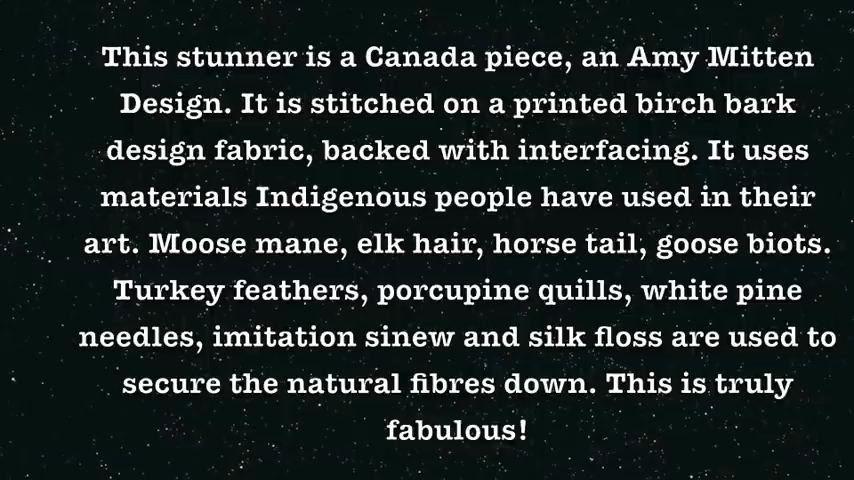 This stunner is a Canada piece, an Amy Mitten
Design. It is stitched on a printed birch bark
design fabric, backed with interfacing. It uses
materials Indigenous people have used in their
art. Moose mane, elk hair, horse tail, goose biots.
Turkey feathers, porcupine quills, white pine
needles, imitation sinew and silk floss are used to
secure the natural fibres down. This is truly
fabulous!